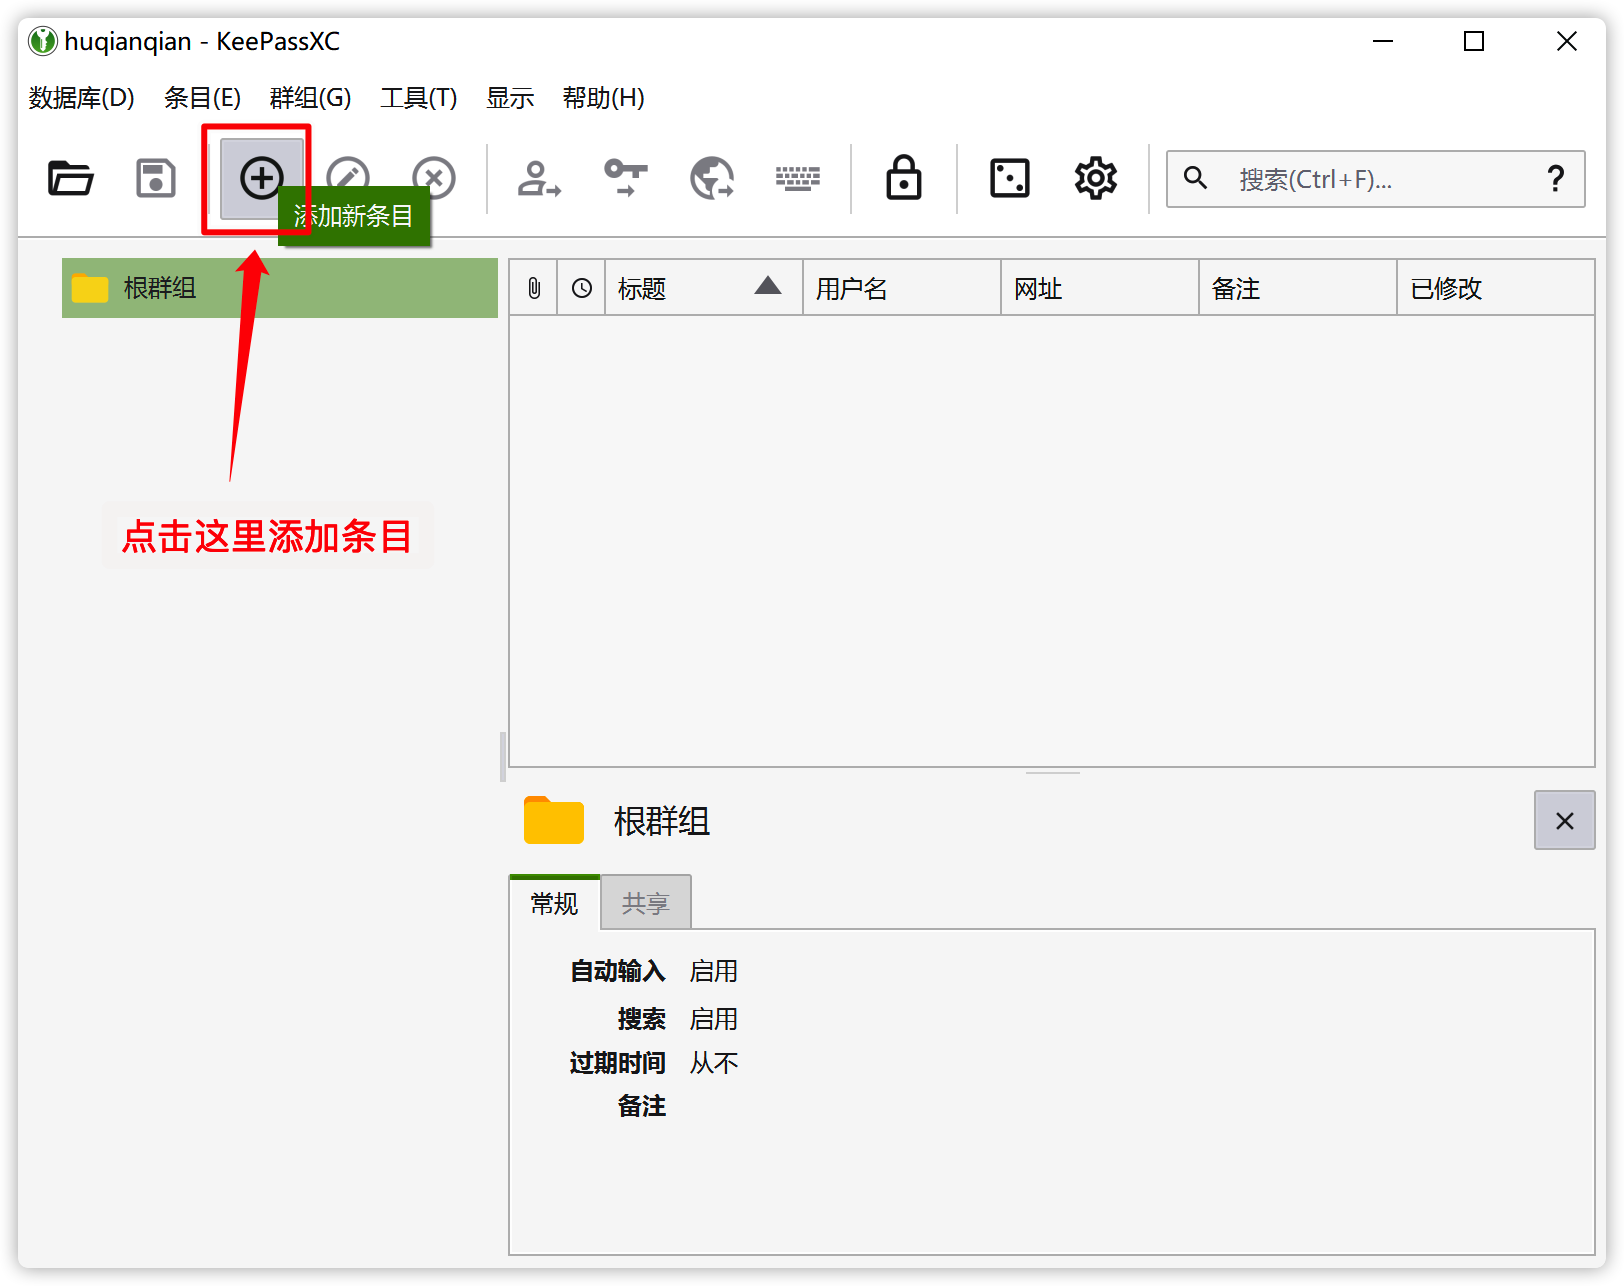 huqianqian - KeePassXC
数据库(D) 条目(E) 群组(G) 工具(T) 显示 帮助(H)
搜索(Ctrl+F)... ?
添加新条目
根群组
标题 用户名 网址 备注 已修改
点击这里添加条目
根群组
常规 共享
自动输入 启用
搜索 启用
过期时间 从不
备注